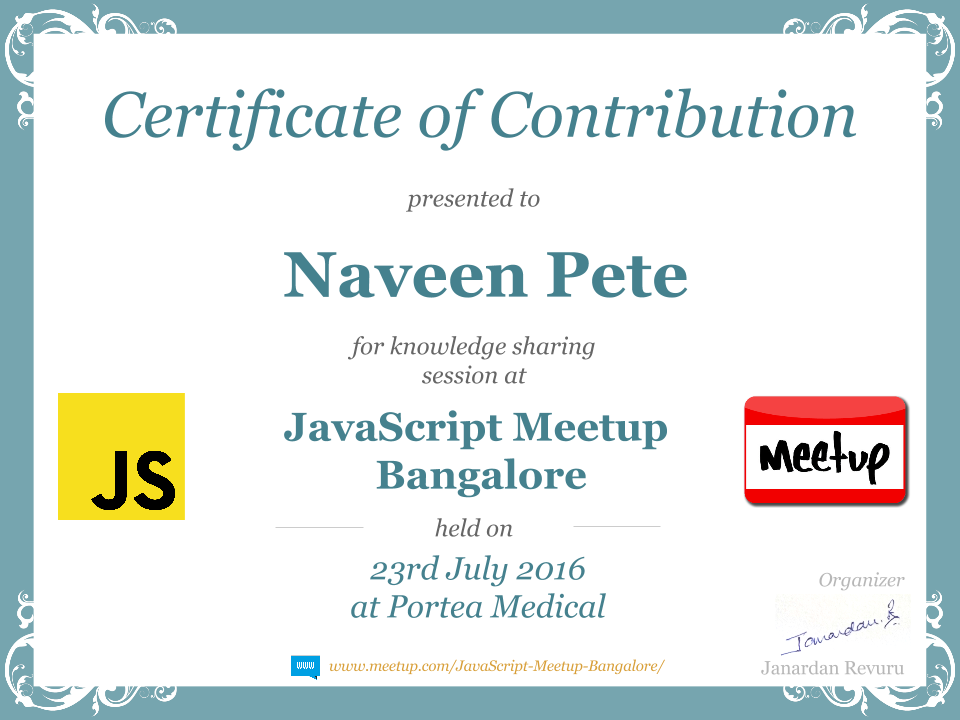 Certificate of Contribution
presented to
Naveen Pete
for knowledge sharing
session at
JavaScript Meetup
Bangalore
JS
Meetup
held on
23rd July 2016
at Portea Medical
Organizer
Janardan.R
Janardan Revuru
www
www.meetup.com/JavaScript-Meetup-Bangalore/